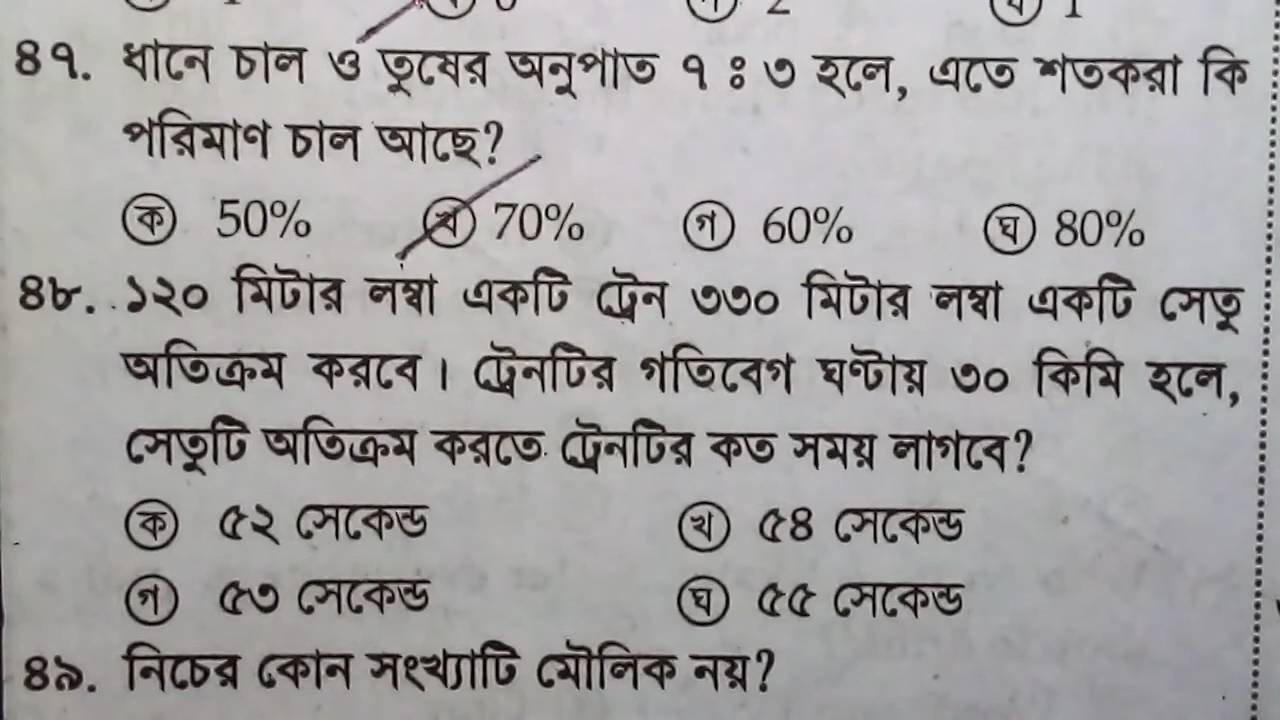 ৪৭. ধানে চাল ও তুষের অনুপাত ৭ ঃ ৩ হলে, এতে শতকরা কি
পরিমাণ চাল আছে?
ক 50% খ 70% গ 60% ঘ 80%
৪৮. ১২০ মিটার লম্বা একটি ট্রেন ৩৩০ মিটার লম্বা একটি সেতু
অতিক্রম করবে। ট্রেনটির গতিবেগ ঘণ্টায় ৩০ কিমি হলে,
সেতুটি অতিক্রম করতে ট্রেনটির কত সময় লাগবে?
ক ৫২ সেকেন্ড খ ৫৪ সেকেন্ড
গ ৫৩ সেকেন্ড ঘ ৫৫ সেকেন্ড
৪৯. নিচের কোন সংখ্যাটি মৌলিক নয়?